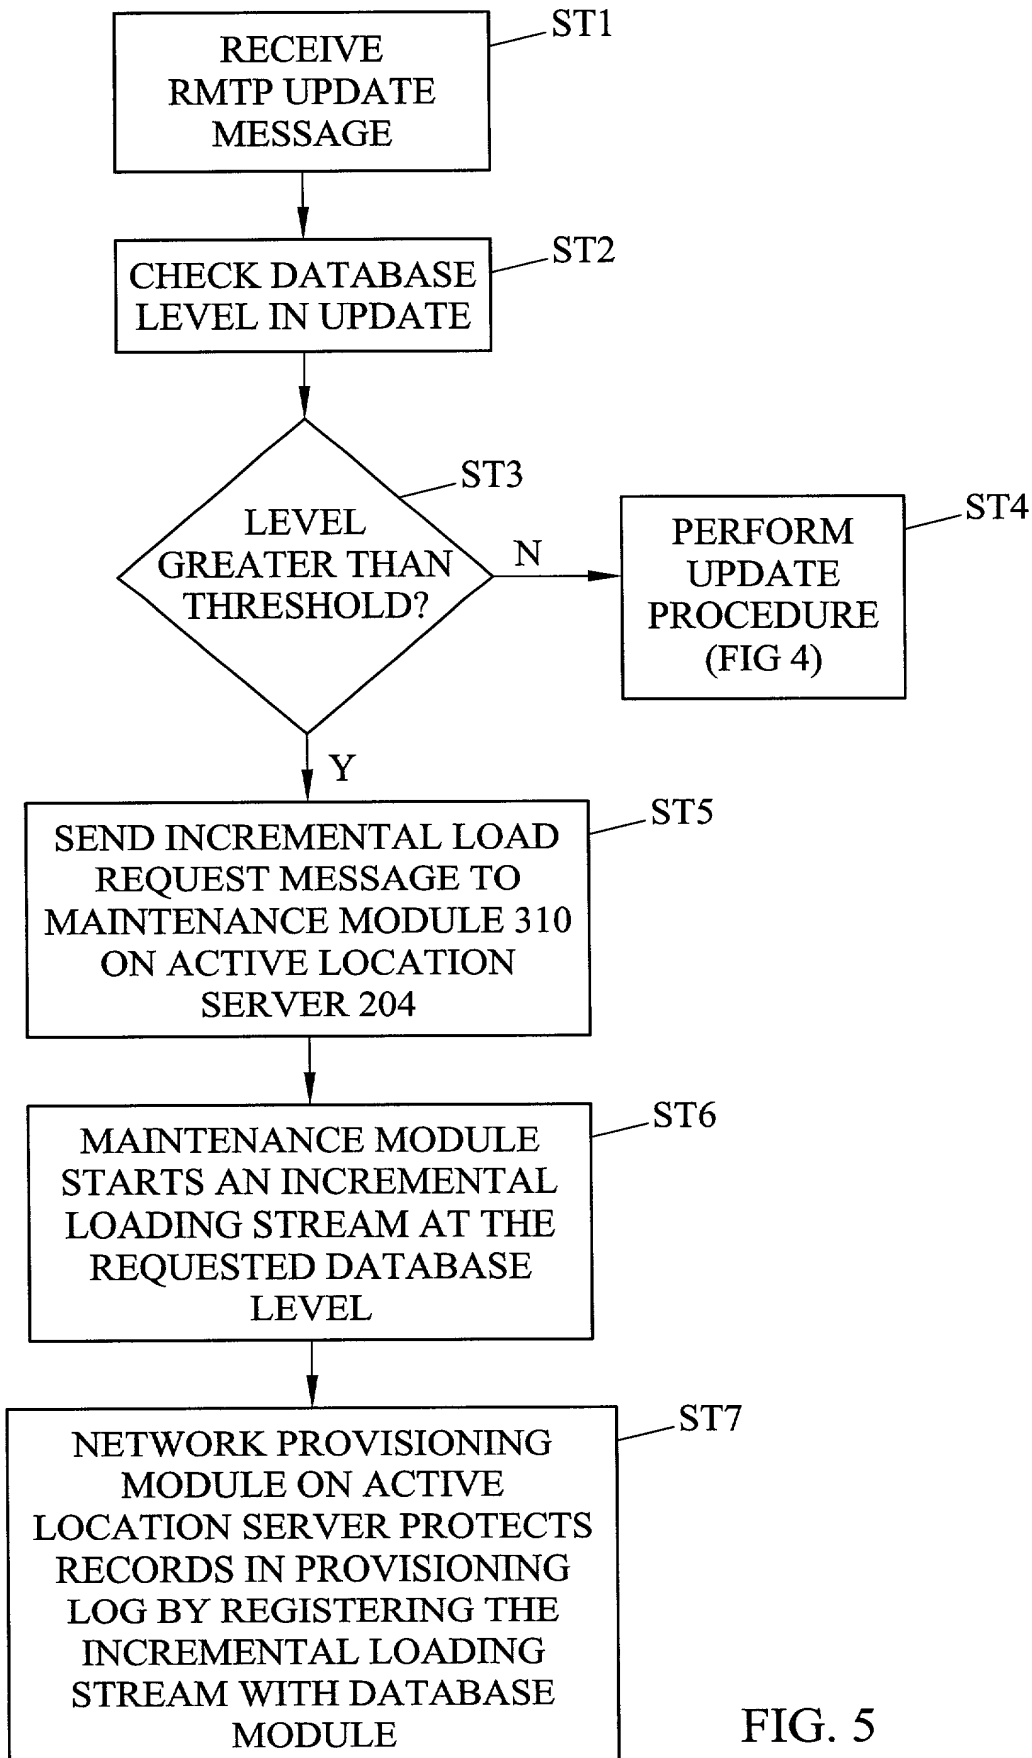 RECEIVE
RMTP UPDATE
MESSAGE
ST1
CHECK DATABASE
LEVEL IN UPDATE
ST2
LEVEL
GREATER THAN
THRESHOLD?
ST3
N
PERFORM
UPDATE
PROCEDURE
(FIG 4)
ST4
Y
SEND INCREMENTAL LOAD
REQUEST MESSAGE TO
MAINTENANCE MODULE 310
ON ACTIVE LOCATION
SERVER 204
ST5
MAINTENANCE MODULE
STARTS AN INCREMENTAL
LOADING STREAM AT THE
REQUESTED DATABASE
LEVEL
ST6
NETWORK PROVISIONING
MODULE ON ACTIVE
LOCATION SERVER PROTECTS
RECORDS IN PROVISIONING
LOG BY REGISTERING THE
INCREMENTAL LOADING
STREAM WITH DATABASE
MODULE
ST7
FIG. 5